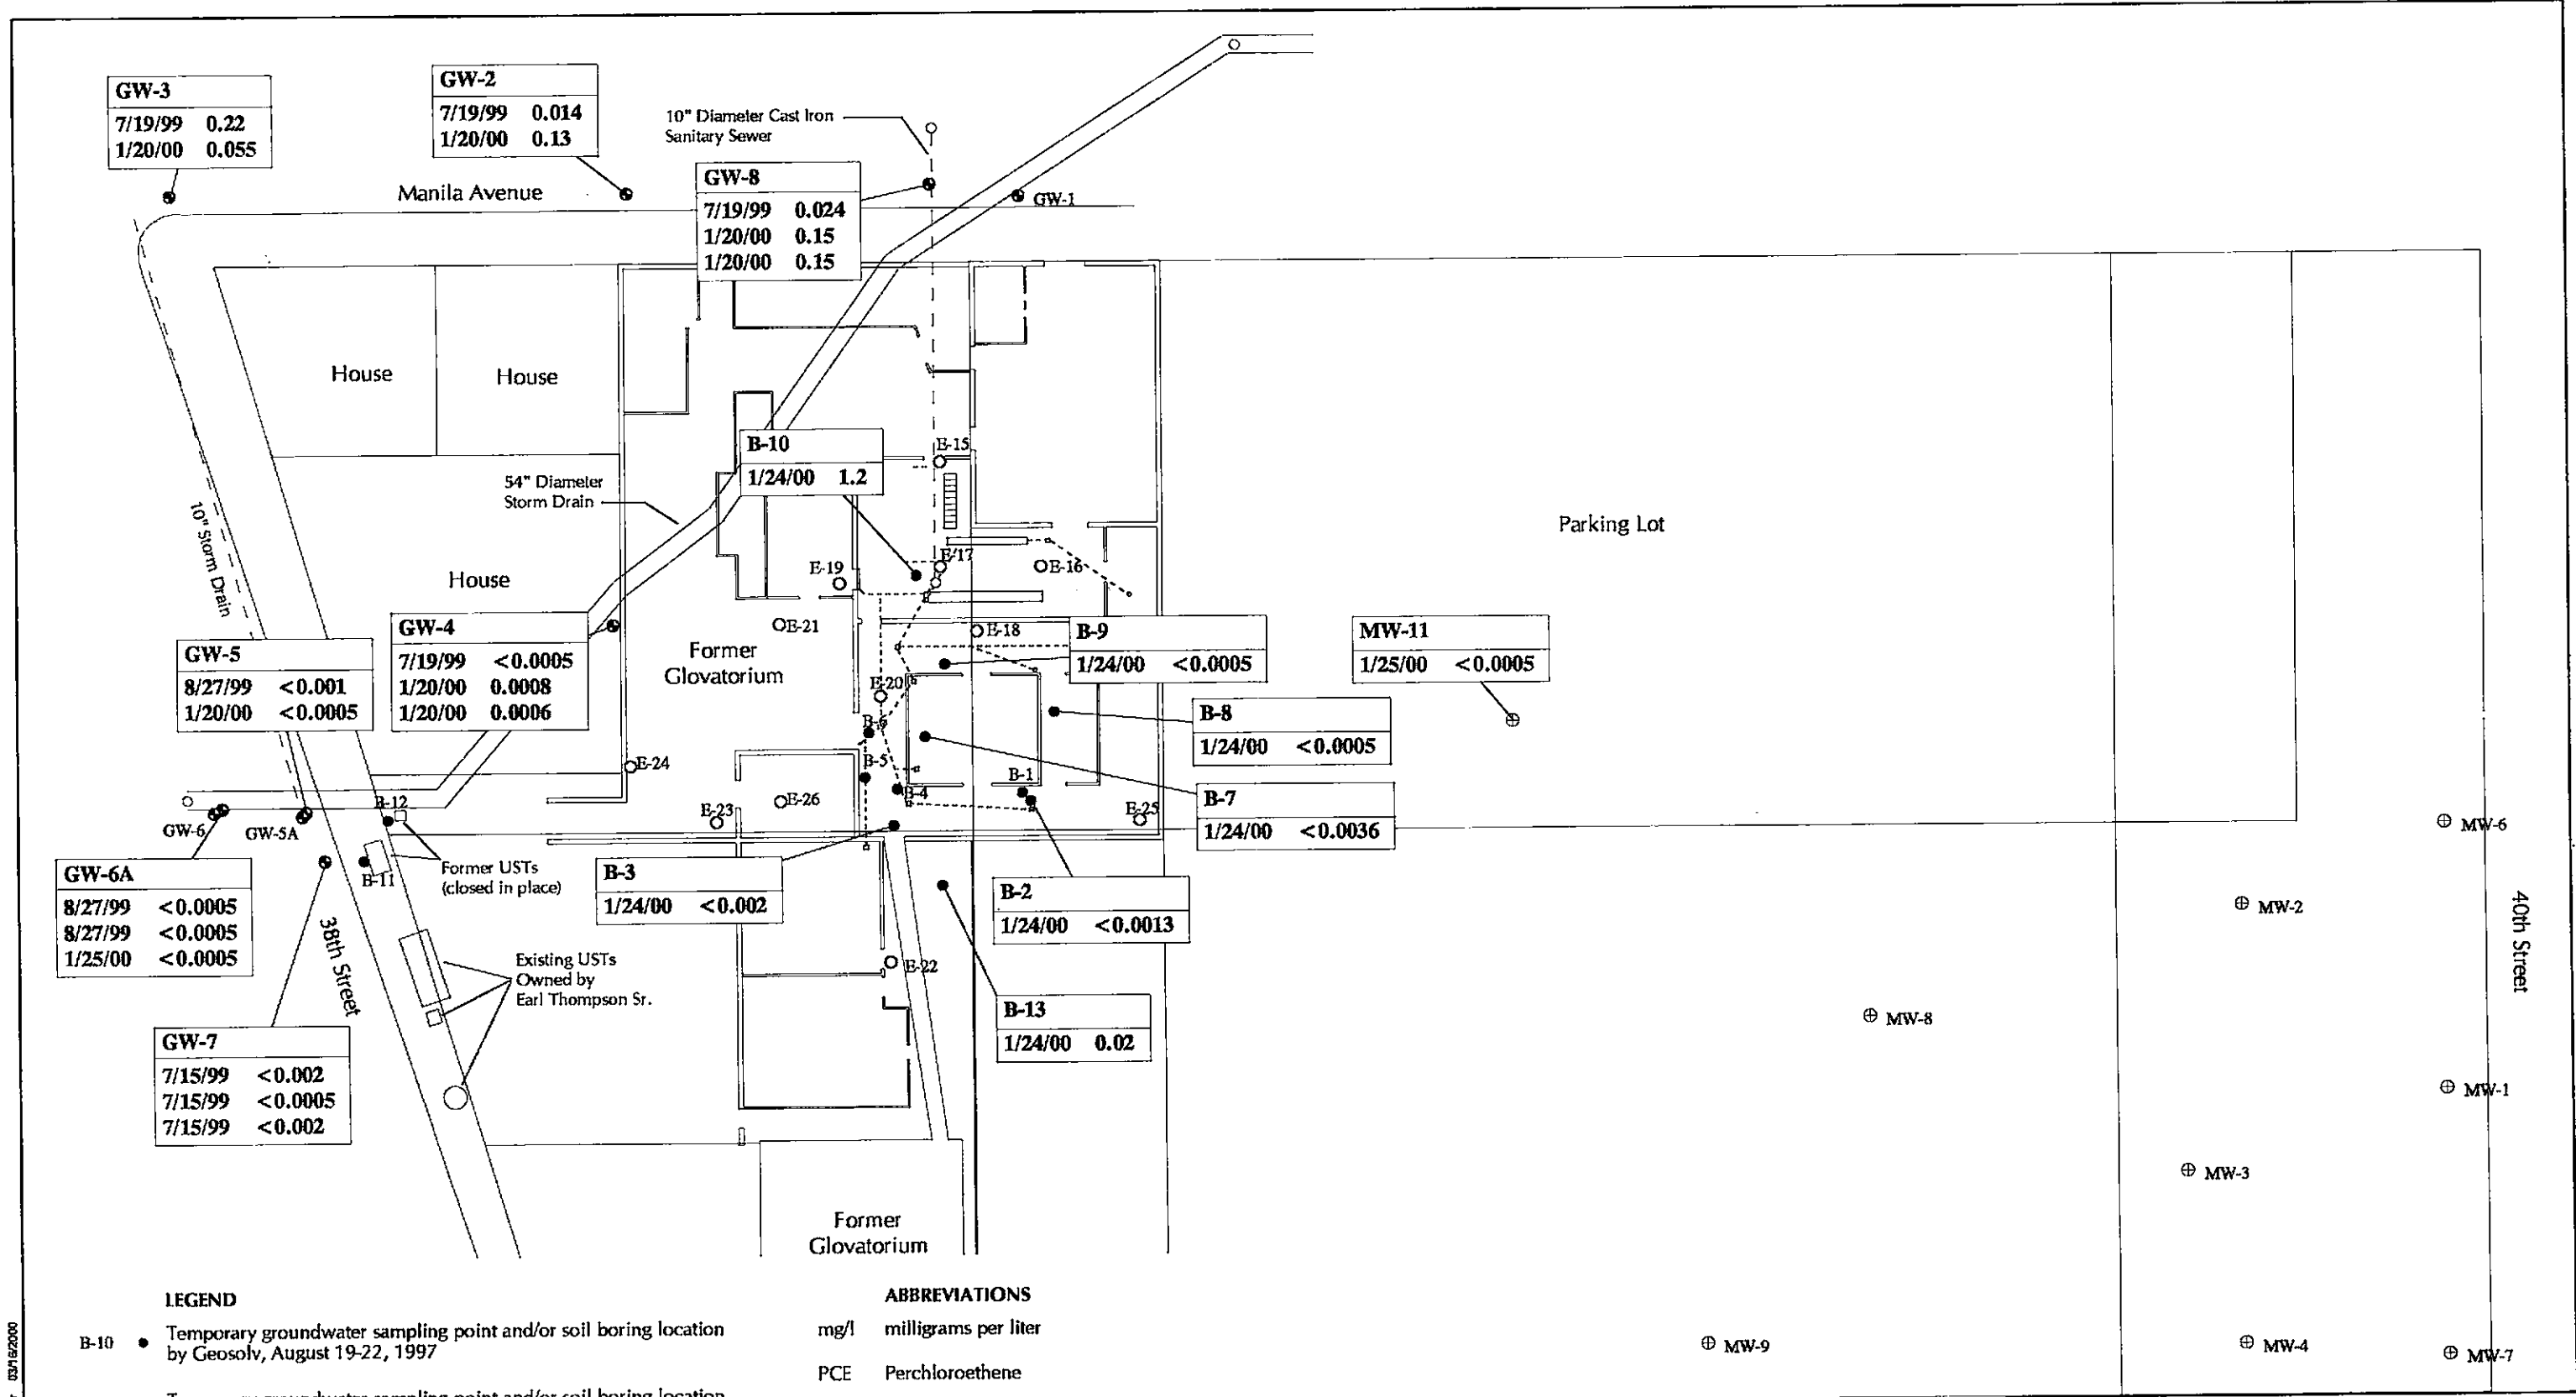 GW-3
7/19/99 0.22
1/20/00 0.055
GW-2
7/19/99 0.014
1/20/00 0.13
10" Diameter Cast Iron
Sanitary Sewer
GW-8
7/19/99 0.024
1/20/00 0.15
1/20/00 0.15
Manila Avenue
GW-1
House
House
B-10
1/24/00 1.2
E-15
54" Diameter
Storm Drain
10" Storm Drain
Parking Lot
House
E-19
E-17
E-16
GW-5
8/27/99 <0.001
1/20/00 <0.0005
GW-4
7/19/99 <0.0005
1/20/00 0.0008
1/20/00 0.0006
E-21
Former
Glovatorium
E-18
B-9
1/24/00 <0.0005
MW-11
1/25/00 <0.0005
E-20
B-6
B-8
1/24/00 <0.0005
E-24
B-5
B-1
B-7
1/24/00 <0.0036
B-12
E-23
E-26
B-4
E-25
GW-6
GW-5A
MW-6
Former USTs
(closed in place)
B-11
GW-6A
8/27/99 <0.0005
8/27/99 <0.0005
1/25/00 <0.0005
B-3
1/24/00 <0.002
B-2
1/24/00 <0.0013
MW-2
40th Street
38th Street
Existing USTs
Owned by
Earl Thompson Sr.
E-22
B-13
1/24/00 0.02
MW-8
GW-7
7/15/99 <0.002
7/15/99 <0.0005
7/15/99 <0.002
MW-1
MW-3
Former
Glovatorium
LEGEND
B-10 Temporary groundwater sampling point and/or soil boring location
by Geosolv, August 19-22, 1997
Temporary groundwater sampling point and/or soil boring location
ABBREVIATIONS
mg/l milligrams per liter
PCE Perchloroethene
MW-9
MW-4
MW-7
03/16/2000